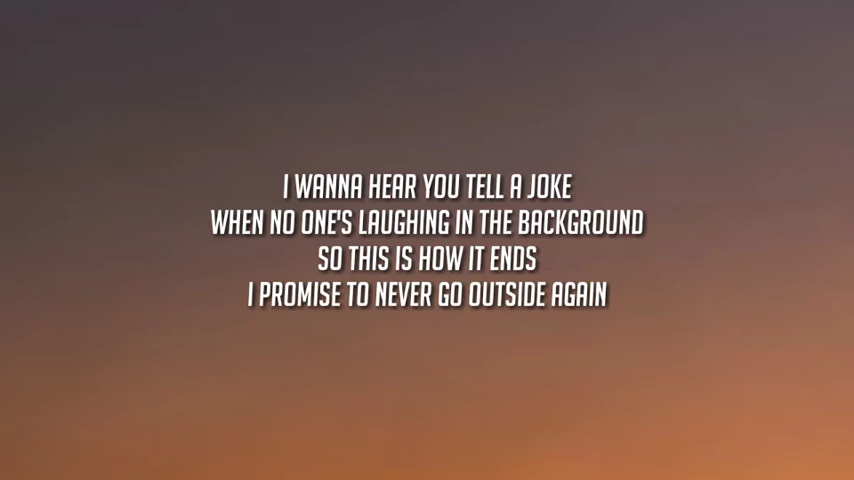 I WANNA HEAR YOU TELL A JOKE
WHEN NO ONE'S LAUGHING IN THE BACKGROUND
SO THIS IS HOW IT ENDS
I PROMISE TO NEVER GO OUTSIDE AGAIN